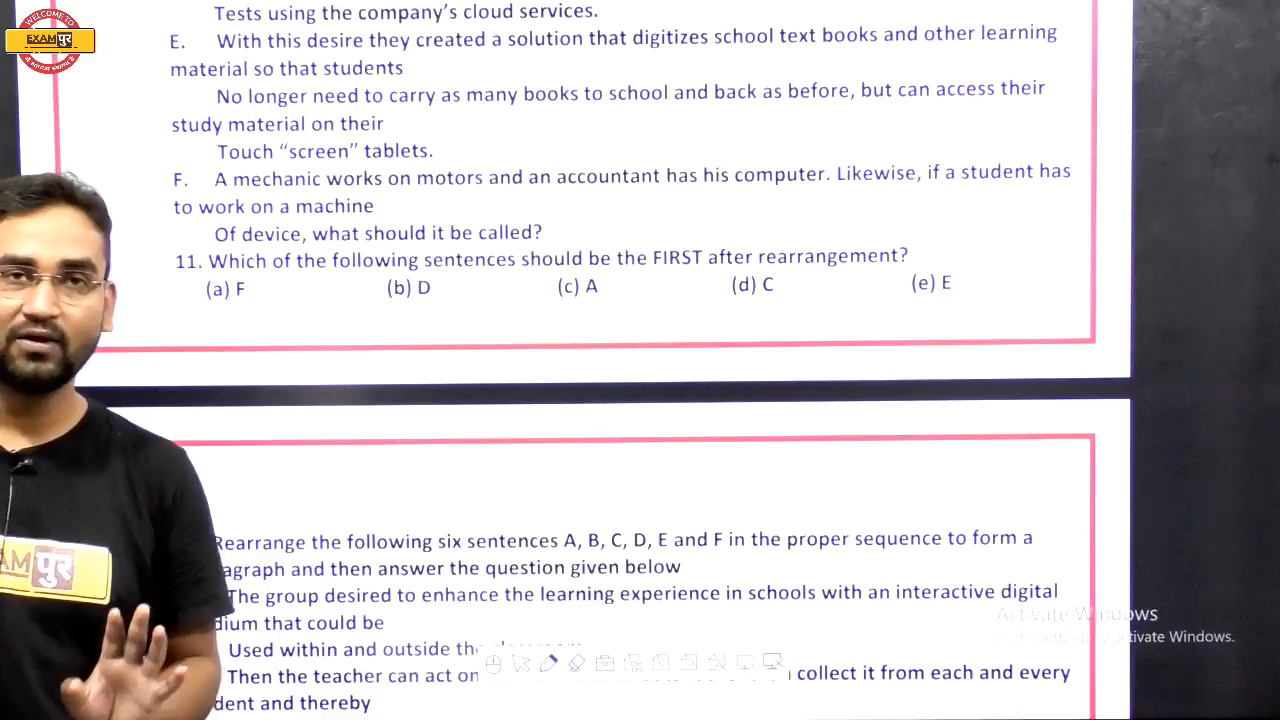 WELCOME TO
EXAMपुर
Tests using the company's cloud services.
E. With this desire they created a solution that digitizes school text books and other learning
material so that students
No longer need to carry as many books to school and back as before, but can access their
study material on their
Touch "screen" tablets.
F. A mechanic works on motors and an accountant has his computer. Likewise, if a student has
to work on a machine
Of device, what should it be called?
11. Which of the following sentences should be the FIRST after rearrangement?
(a) F (b) D (c) A (d) C (e) E
Rearrange the following six sentences A, B, C, D, E and F in the proper sequence to form a
agraph and then answer the question given below
The group desired to enhance the learning experience in schools with an interactive digital
dium that could be
Used within and outside
Then the teacher can act on collect it from each and every
dent and thereby
AMपुर
Activate Windows
activate Windows.